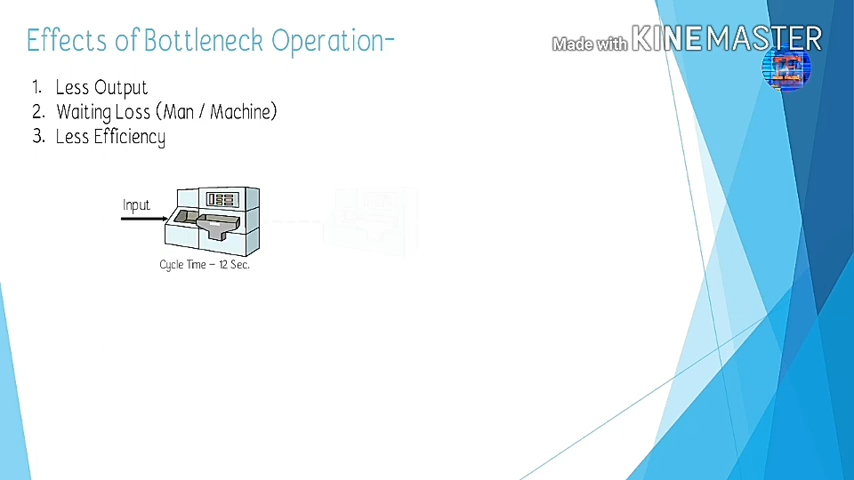 Effects of Bottleneck Operation-
Made with KINEMASTER
1. Less Output
2. Waiting Loss (Man / Machine)
3. Less Efficiency
Input
Cycle Time - 12 Sec.